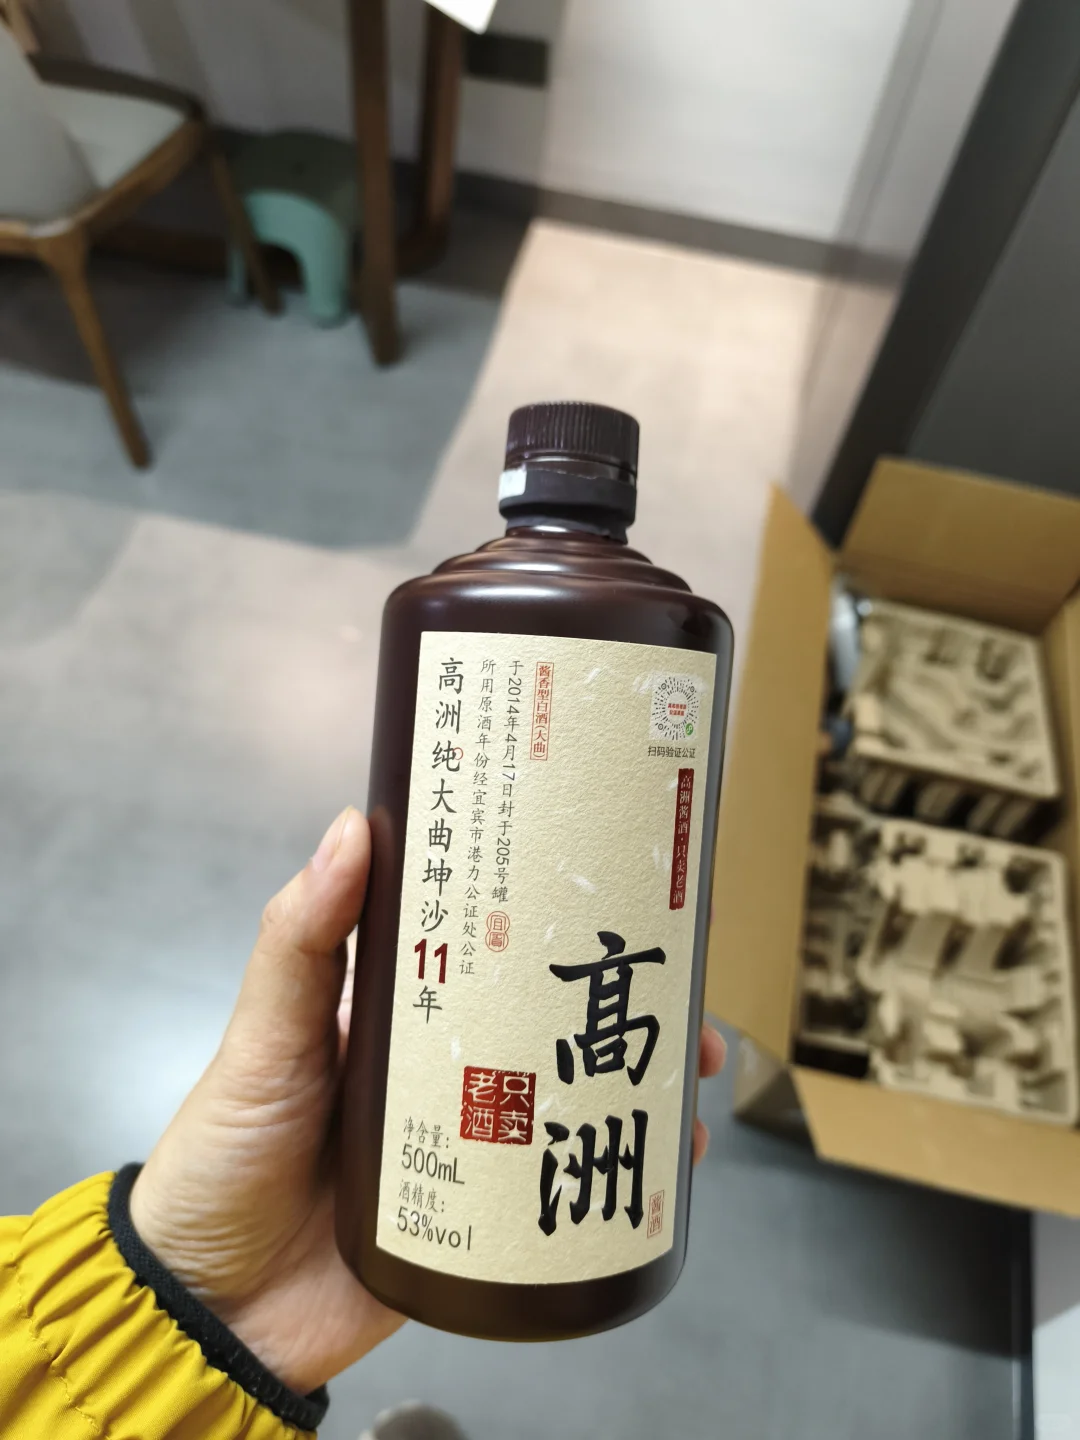 高洲纯大曲坤沙11年
所用原酒年份经宜宾市港力公证处公证
于2014年4月17日封于205号罐
酱香型白酒(大曲)
扫码验证公证
高洲酱酒·只卖老酒
高洲
酱酒
只卖老酒
净含量:
500mL
酒精度:
53%vol